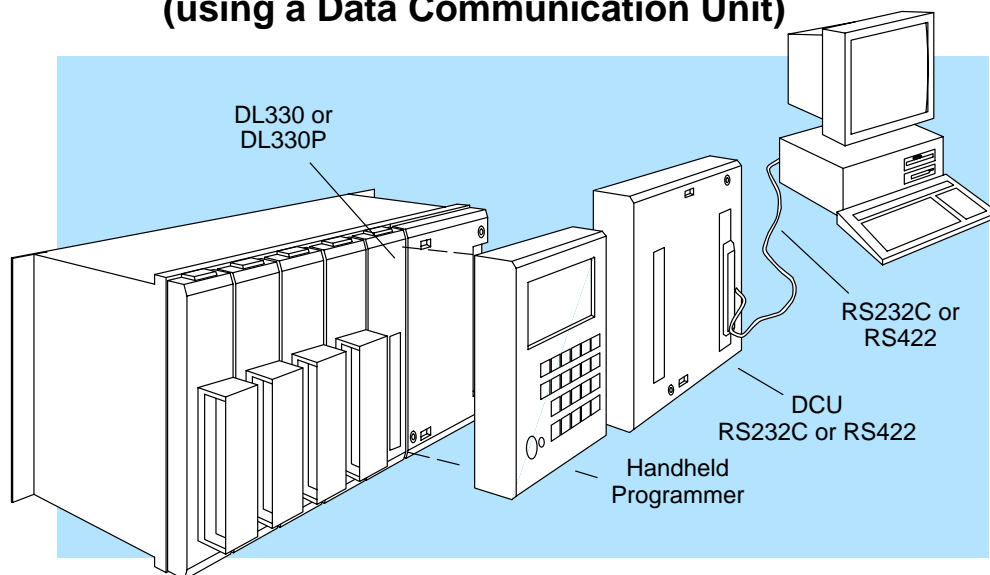 (using a Data Communication Unit)
DL330 or
DL330P
RS232C or
RS422
DCU
RS232C or RS422
Handheld
Programmer